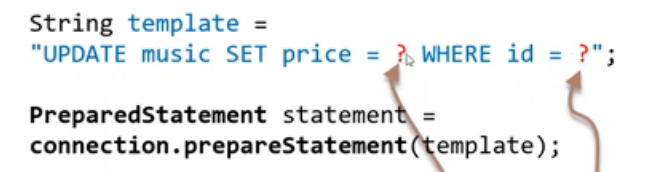 String template =
"UPDATE music SET price = ? WHERE id = ?";
PreparedStatement statement =
connection.prepareStatement(template);